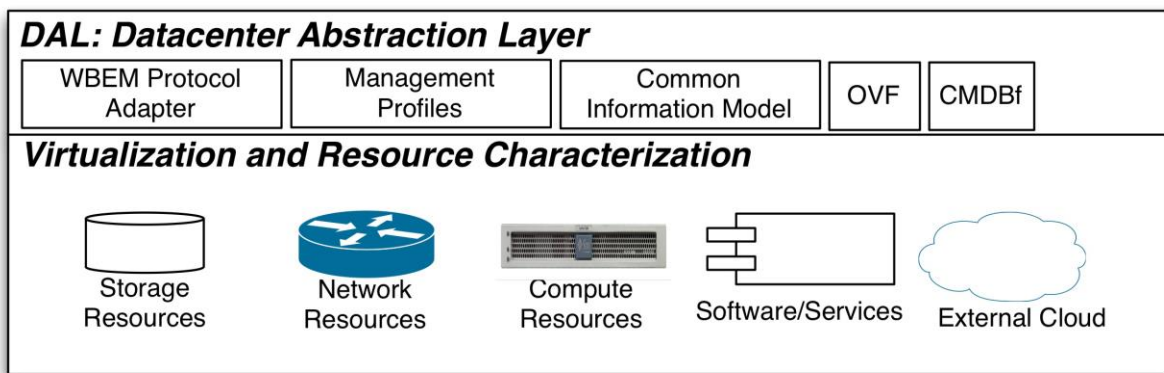 DAL: Datacenter Abstraction Layer
WBEM Protocol
Adapter
Management
Profiles
Common
Information Model
OVF
CMDBf
Virtualization and Resource Characterization
Storage
Resources
Network
Resources
Compute
Resources
Software/Services
External Cloud